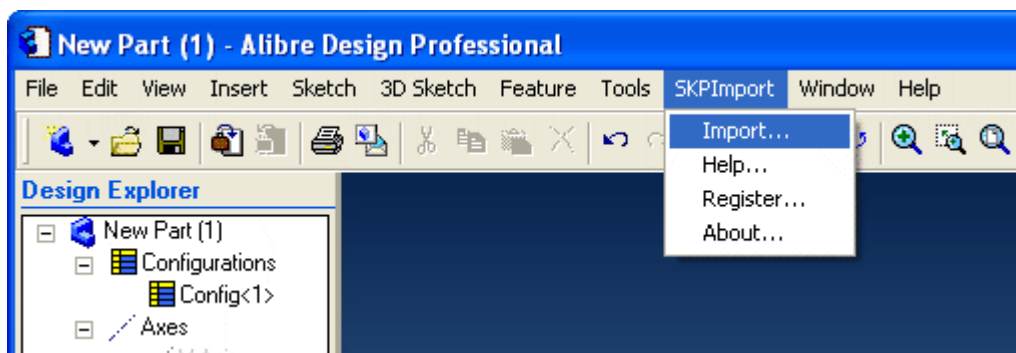 New Part (1) - Alibre Design Professional
File Edit View Insert Sketch 3D Sketch Feature Tools SKPImport Window Help
Import...
Help...
Register...
About...
Design Explorer
New Part (1)
Configurations
Config<1>
Axes